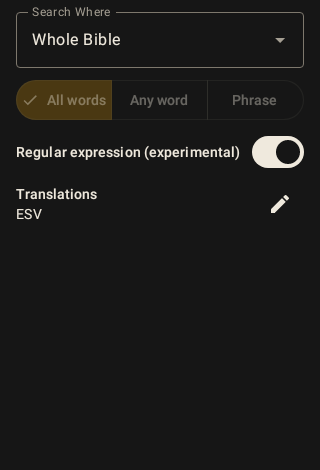 Search Where
Whole Bible
All words
Any word
Phrase
Regular expression (experimental)
Translations
ESV